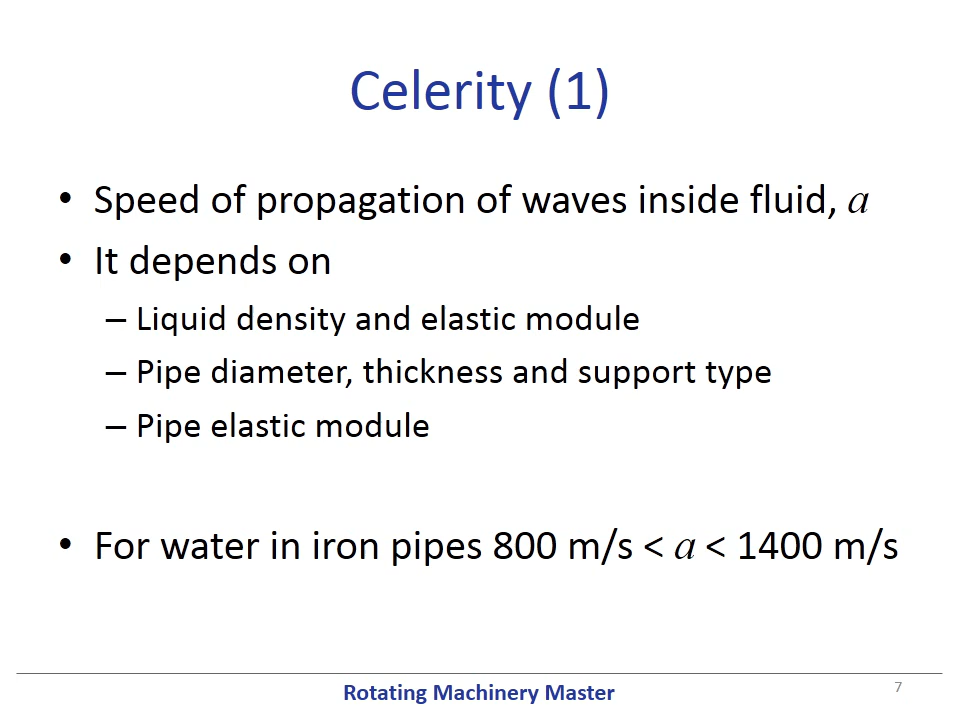 Celerity (1)
• Speed of propagation of waves inside fluid, a
• It depends on
– Liquid density and elastic module
– Pipe diameter, thickness and support type
– Pipe elastic module
• For water in iron pipes 800 m/s < a < 1400 m/s
Rotating Machinery Master
7